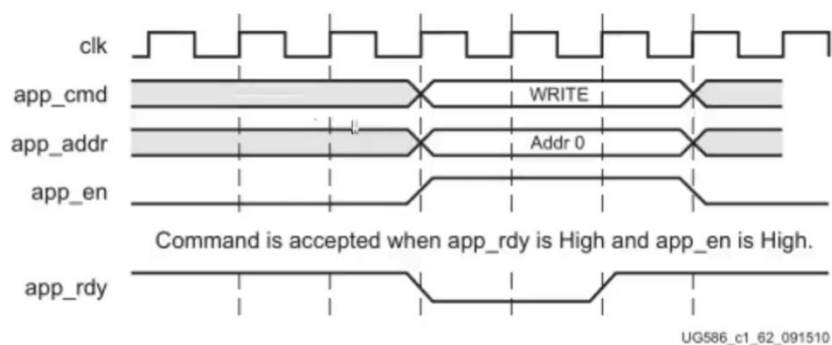 clk
app_cmd WRITE
app_addr Addr 0
app_en
Command is accepted when app_rdy is High and app_en is High.
app_rdy
UG586_c1_62_091510